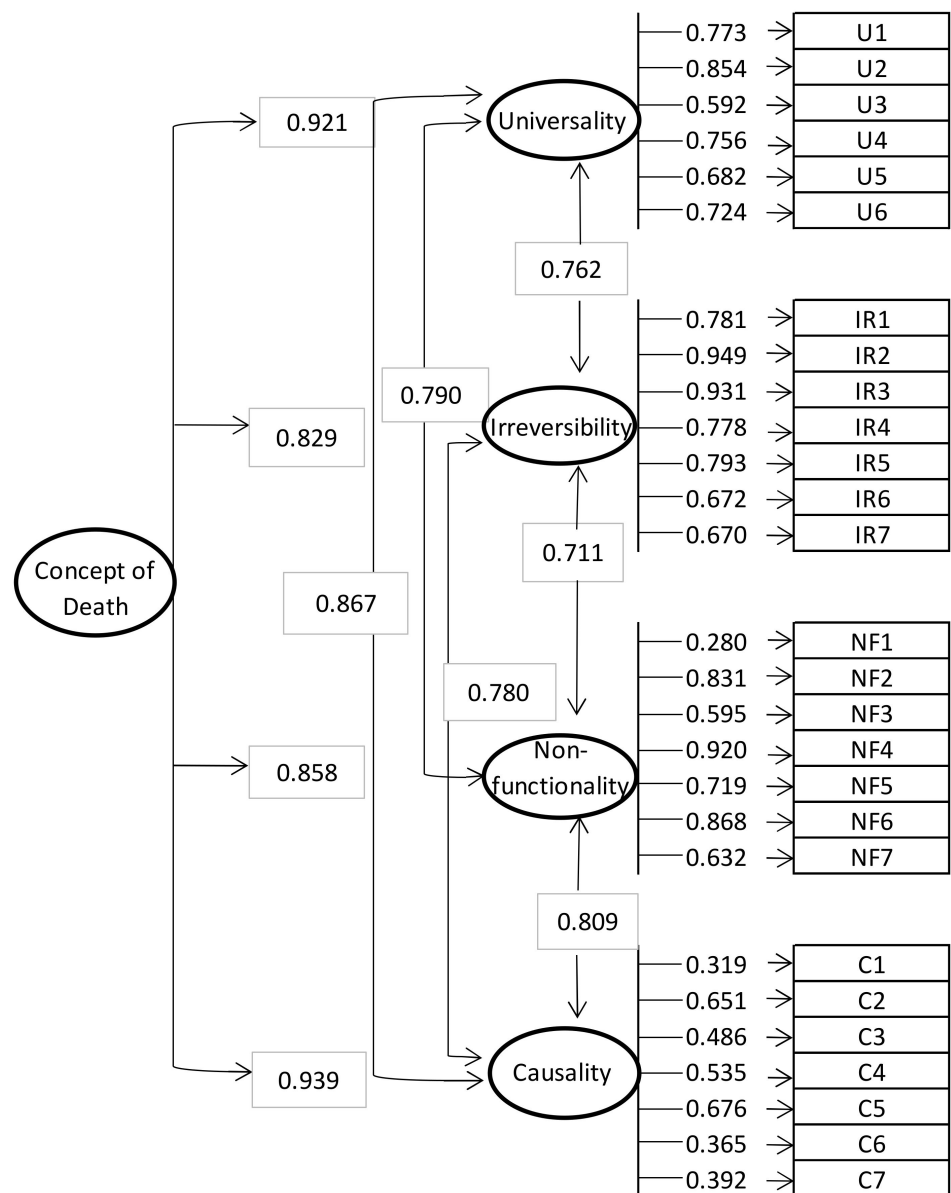 0.773 U1
0.854 U2
0.592 U3
0.756 U4
0.682 U5
0.724 U6
Universality
0.921
0.762
0.781 IR1
0.949 IR2
0.931 IR3
0.778 IR4
0.793 IR5
0.672 IR6
0.670 IR7
0.790
Irreversibility
0.829
0.711
Concept of
Death
0.867
0.280 NF1
0.831 NF2
0.595 NF3
0.920 NF4
0.719 NF5
0.868 NF6
0.632 NF7
0.780
Non-
functionality
0.858
0.809
0.319 C1
0.651 C2
0.486 C3
0.535 C4
0.676 C5
0.365 C6
0.392 C7
Causality
0.939